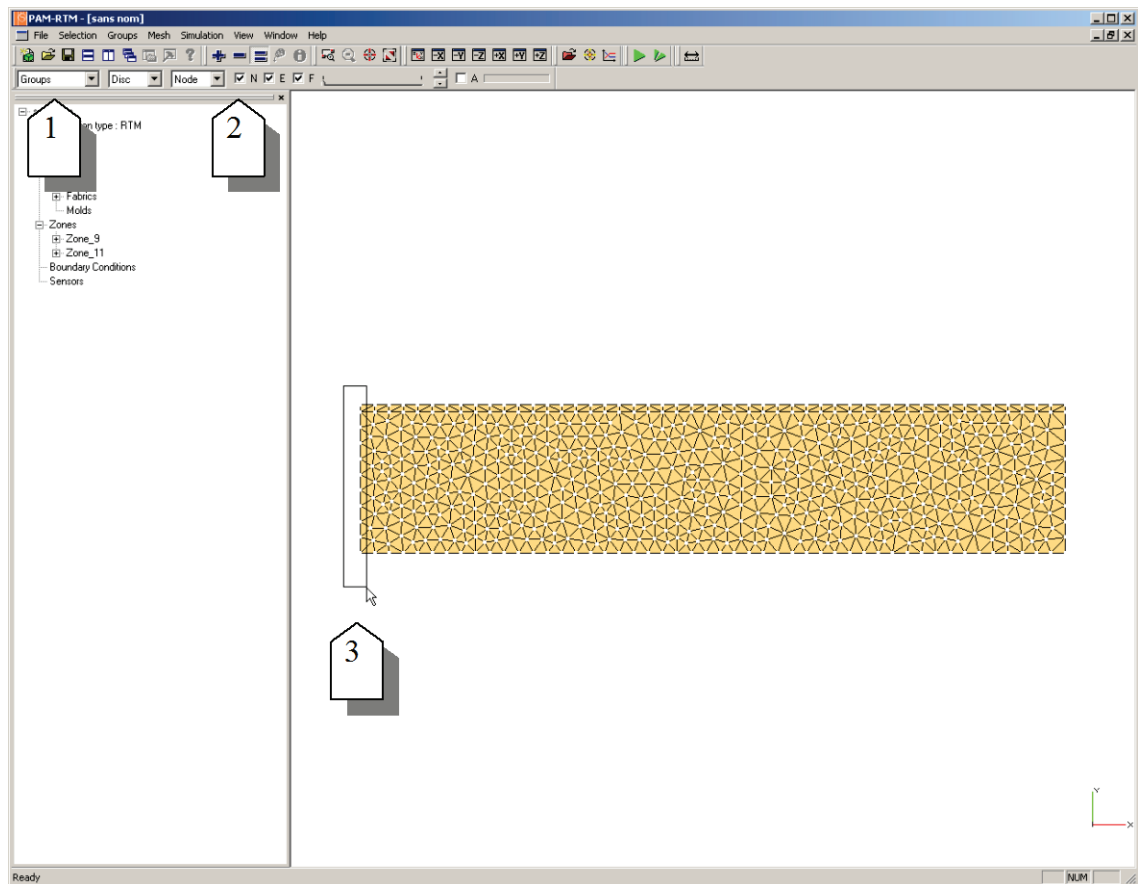 PAM-RTM - [sans nom]
File Selection Groups Mesh Simulation View Window Help
-X -Y -Z +X +Y +Z
Groups Disc Node N E F A
1
2
on type : RTM
Fabrics
Molds
Zones
Zone_9
Zone_11
Boundary Conditions
Sensors
3
Y
X
Ready NUM